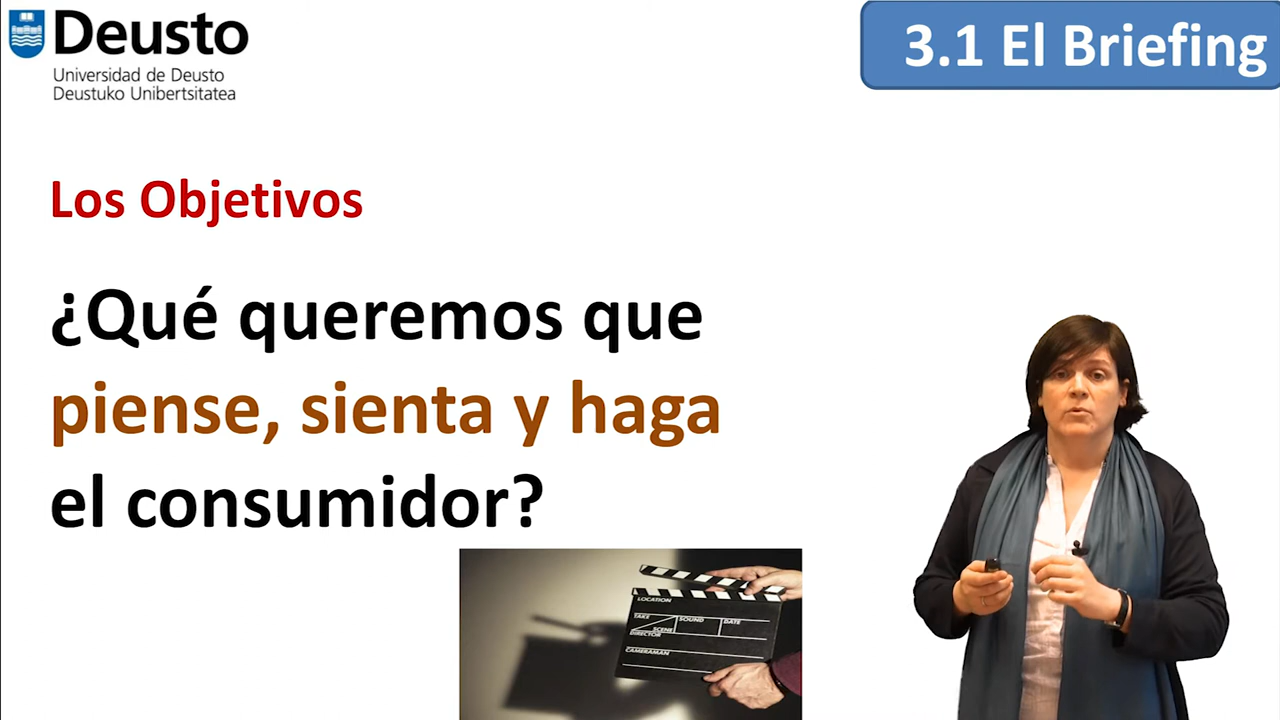 Deusto
Universidad de Deusto
Deustuko Unibertsitatea
3.1 El Briefing
Los Objetivos
¿Qué queremos que
piense, sienta y haga
el consumidor?
LOCATION
TAKE
SOUND
DATE
SCENE
DIRECTOR
CAMERAMAN